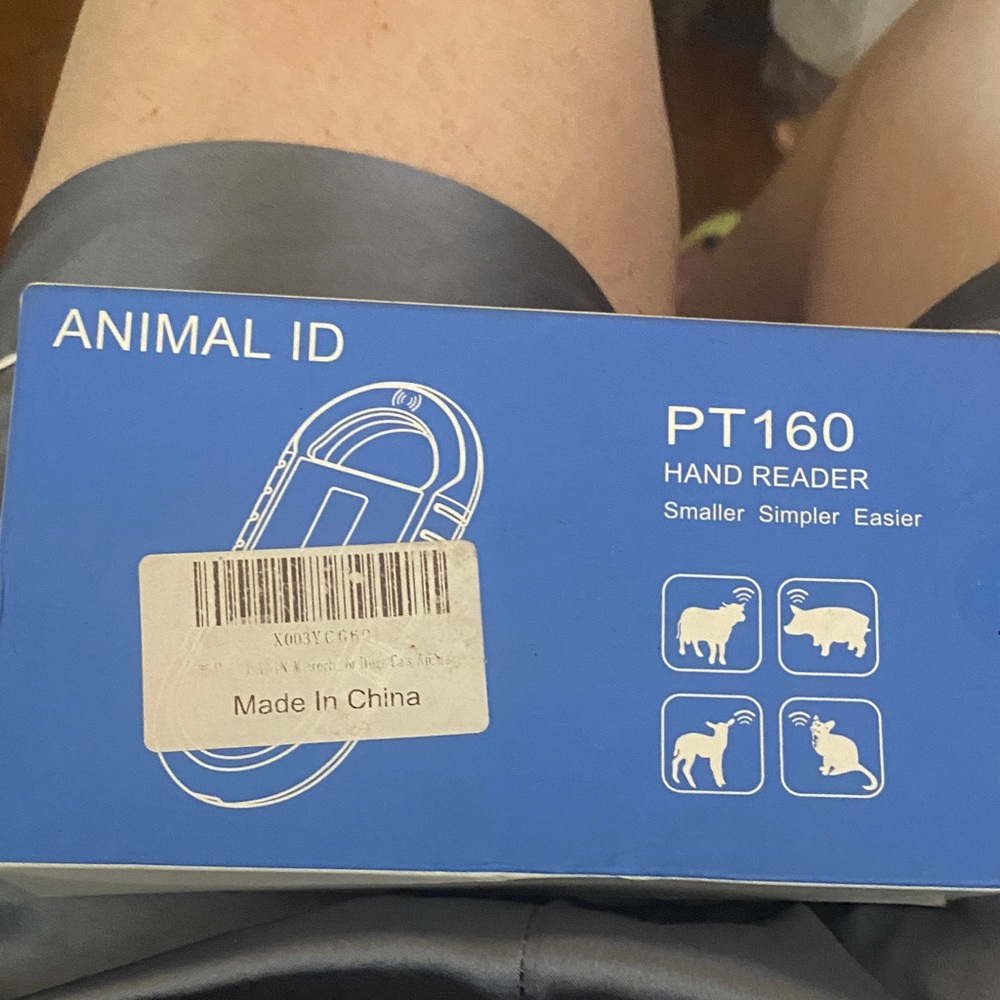 ANIMAL ID
PT160
HAND READER
Smaller Simpler Easier
Made In China